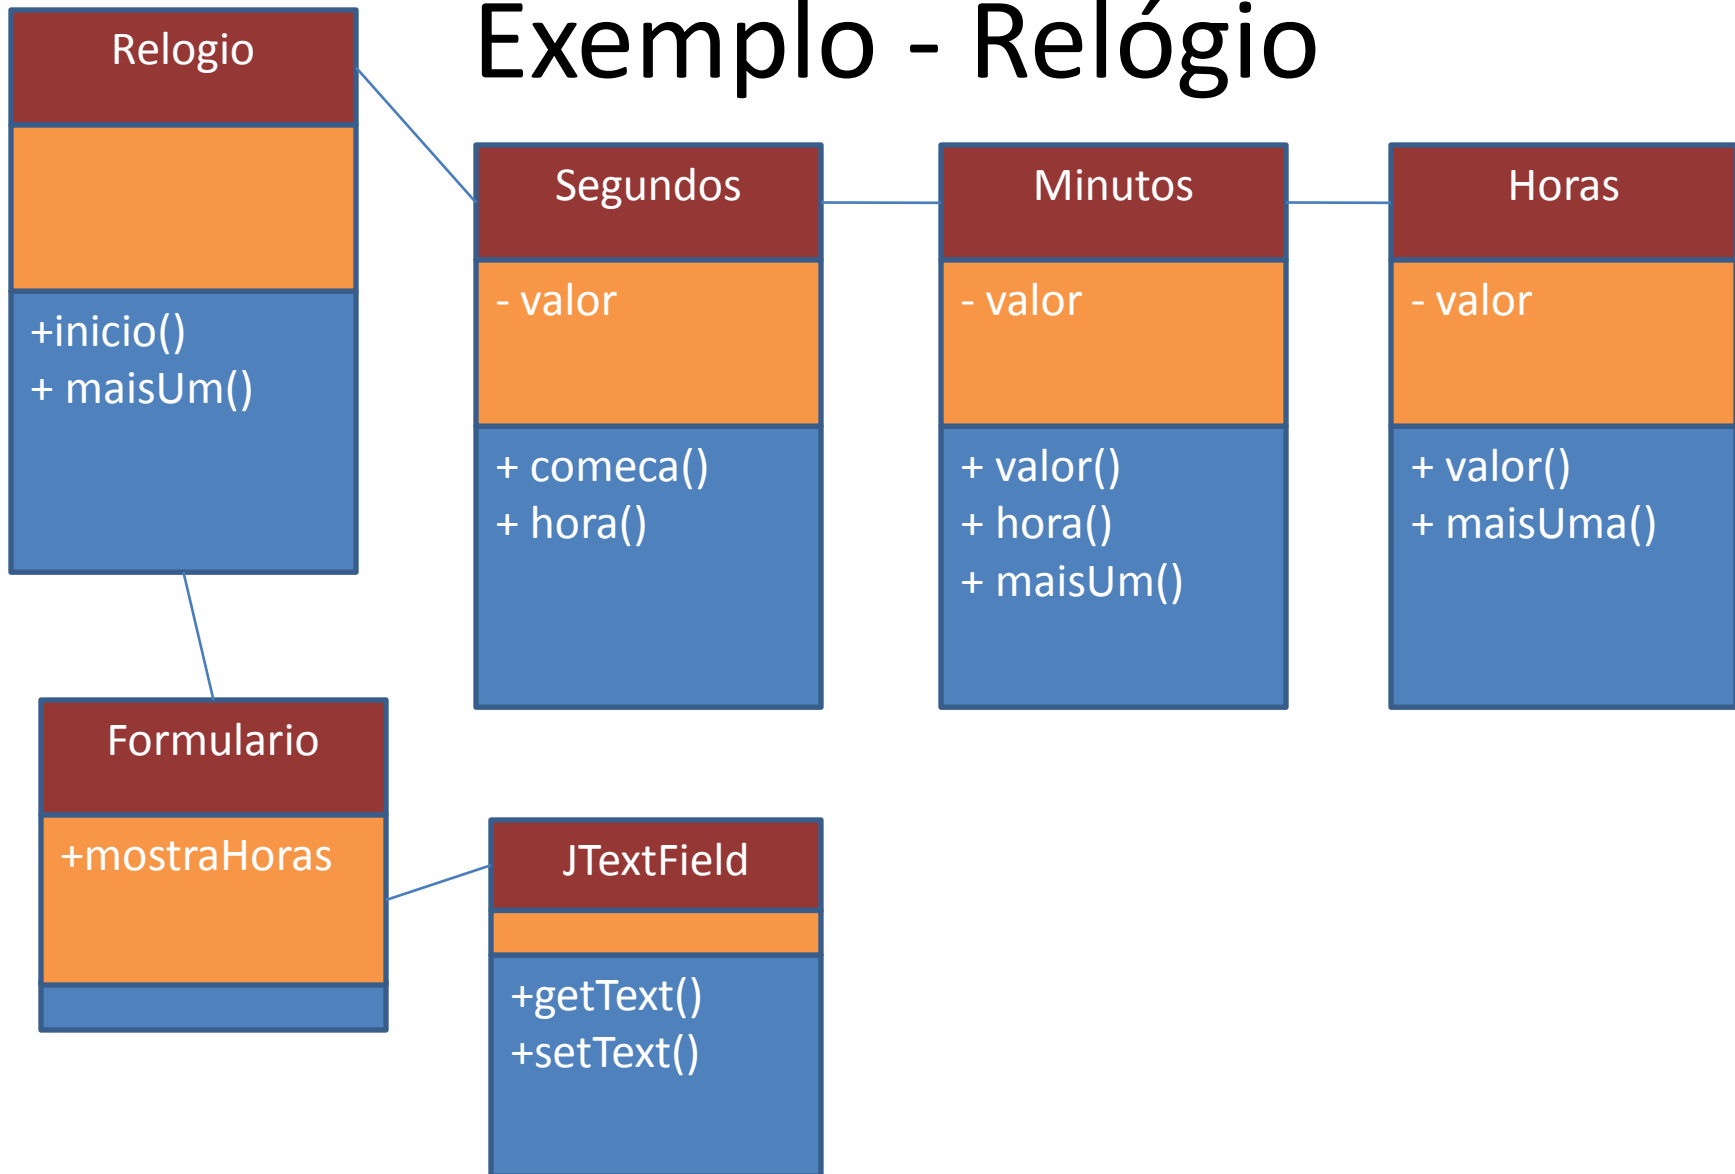 Exemplo - Relógio
Relogio
+inicio()
+ maisUm()
Segundos
- valor
+ comeca()
+ hora()
Minutos
- valor
+ valor()
+ hora()
+ maisUm()
Horas
- valor
+ valor()
+ maisUma()
Formulario
+mostraHoras
JTextField
+getText()
+setText()